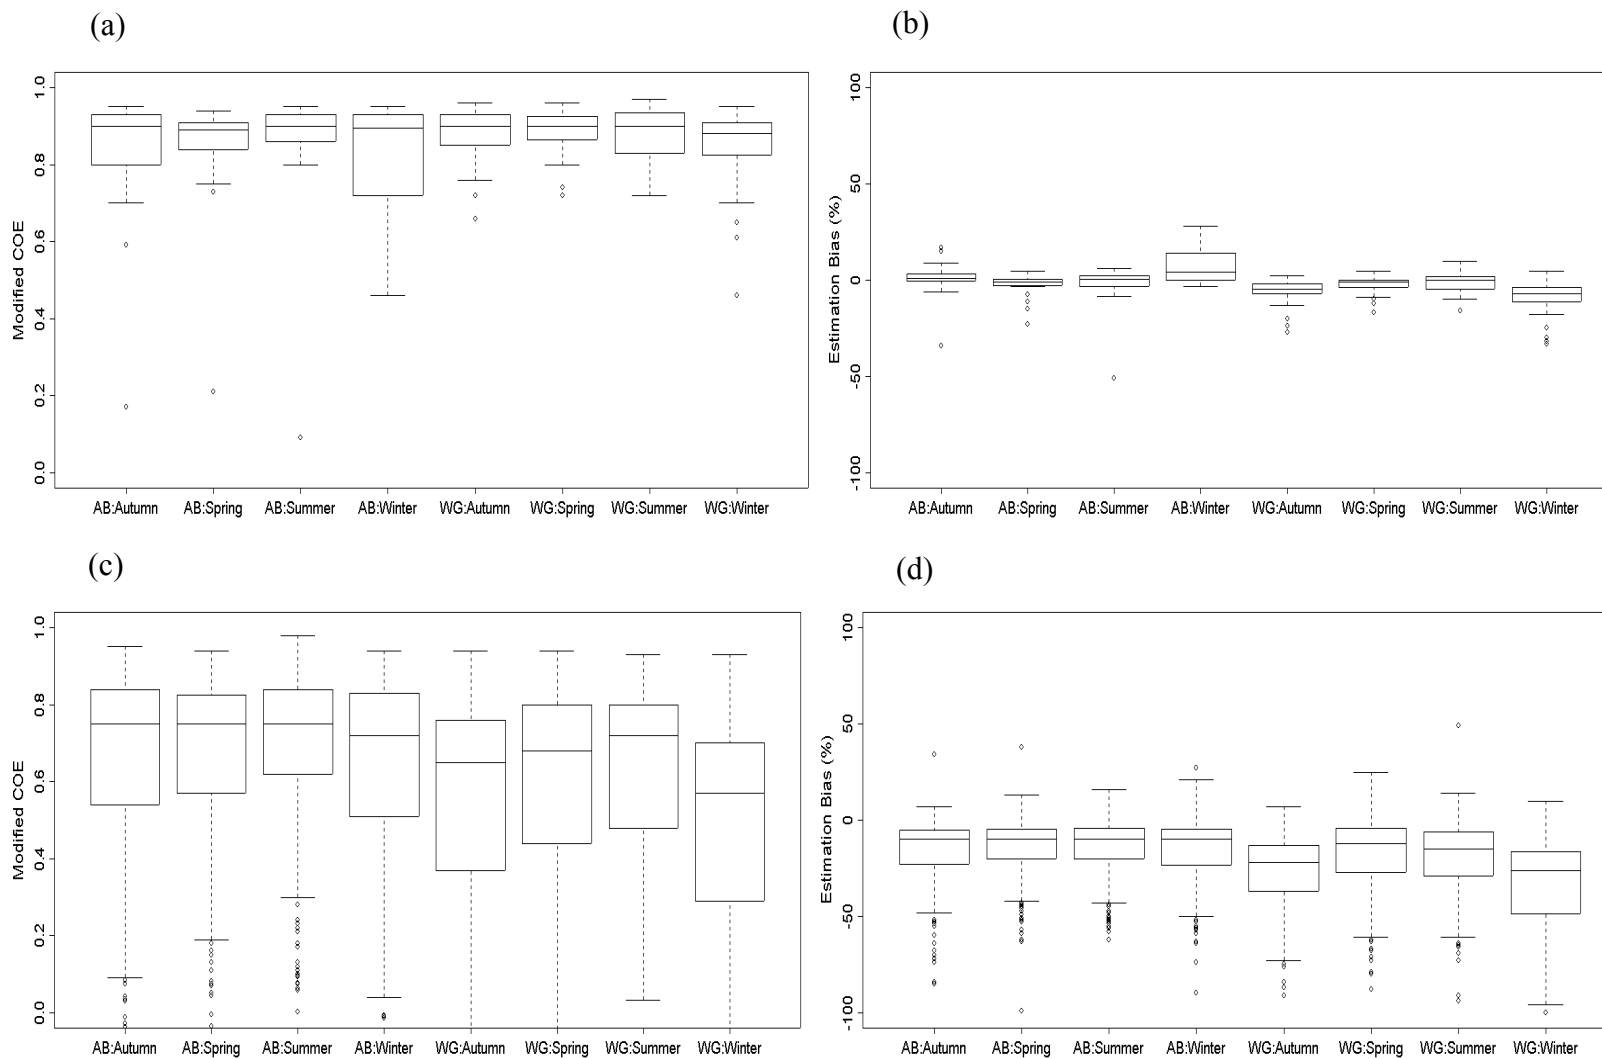 (a)
Modified COE
1.0
0.8
0.6
0.4
0.2
0.0
AB:Autumn AB:Spring AB:Summer AB:Winter WG:Autumn WG:Spring WG:Summer WG:Winter
(b)
Estimation Bias (%)
100
50
0
-50
-100
AB:Autumn AB:Spring AB:Summer AB:Winter WG:Autumn WG:Spring WG:Summer WG:Winter
(c)
Modified COE
1.0
0.8
0.6
0.4
0.2
0.0
AB:Autumn AB:Spring AB:Summer AB:Winter WG:Autumn WG:Spring WG:Summer WG:Winter
(d)
Estimation Bias (%)
100
50
0
-50
-100
AB:Autumn AB:Spring AB:Summer AB:Winter WG:Autumn WG:Spring WG:Summer WG:Winter